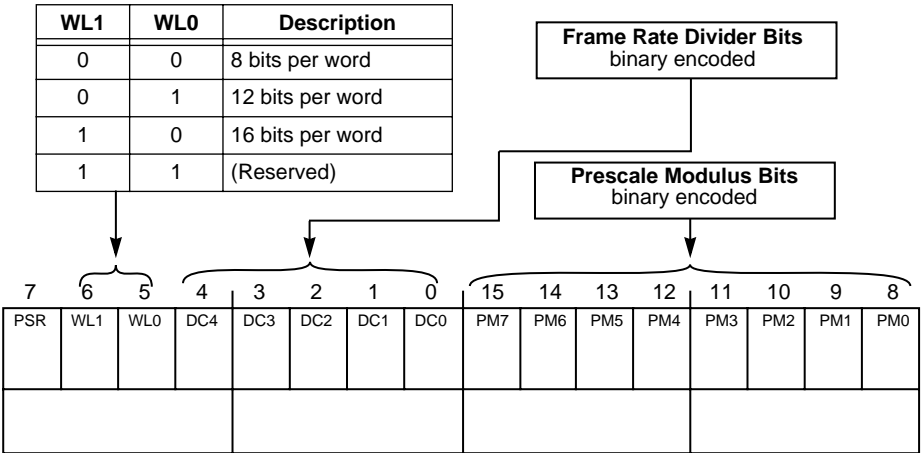 WL1 WL0 Description
0 0 8 bits per word
0 1 12 bits per word
1 0 16 bits per word
1 1 (Reserved)
Frame Rate Divider Bits
binary encoded
Prescale Modulus Bits
binary encoded
7 6 5 4 3 2 1 0 15 14 13 12 11 10 9 8
PSR WL1 WL0 DC4 DC3 DC2 DC1 DC0 PM7 PM6 PM5 PM4 PM3 PM2 PM1 PM0